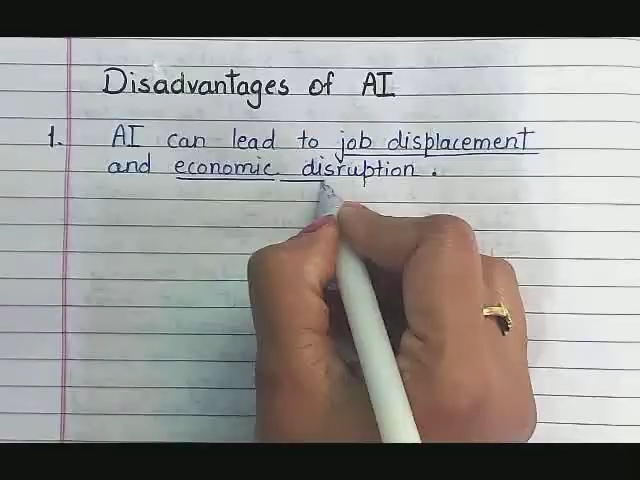 Disadvantages of AI
1. AI can lead to job displacement
and economic disruption.